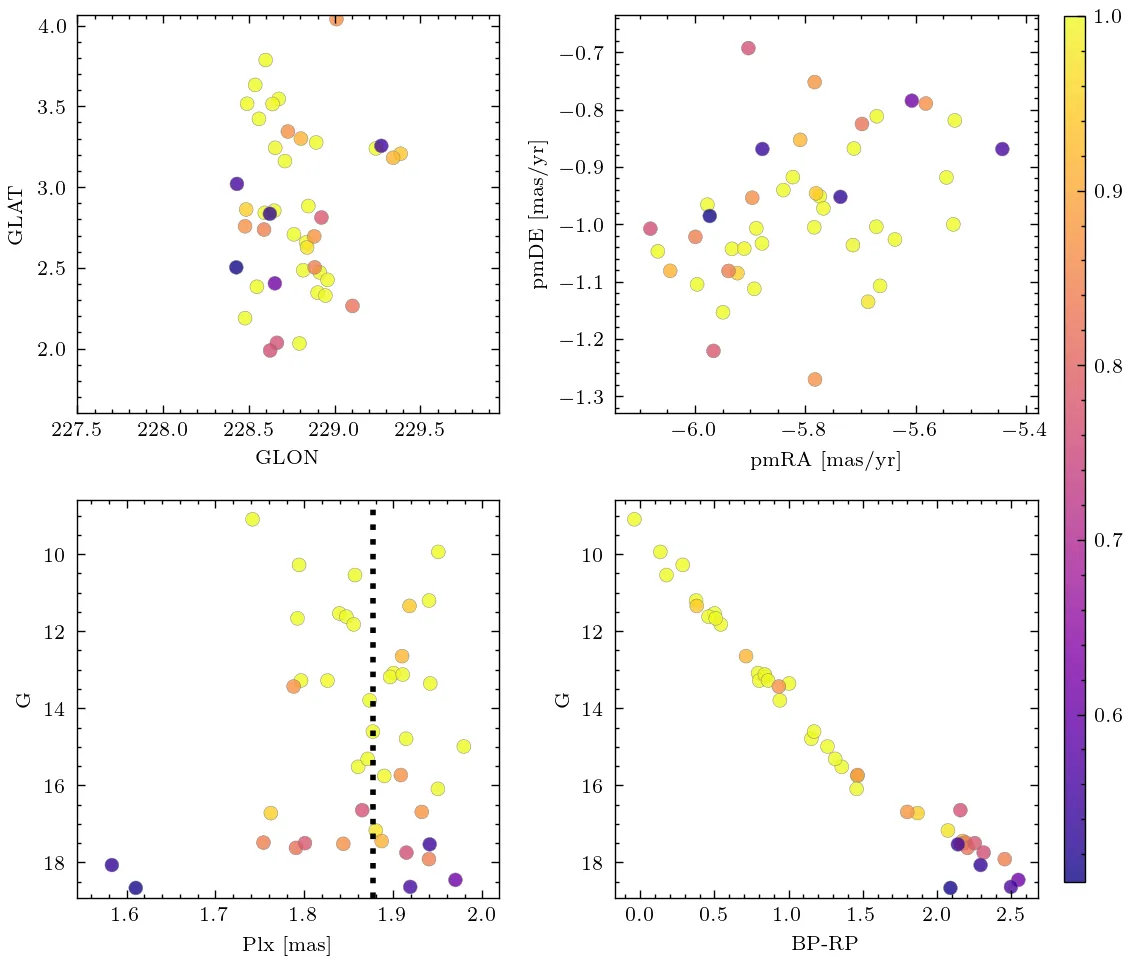 4.0
3.5
3.0
2.5
2.0
GLAT
227.5 228.0 228.5 229.0 229.5
GLON
−0.7
−0.8
−0.9
−1.0
−1.1
−1.2
−1.3
pmDE [mas/yr]
−6.0 −5.8 −5.6 −5.4
pmRA [mas/yr]
1.0
0.9
0.8
0.7
0.6
10
12
14
16
18
G
1.6 1.7 1.8 1.9 2.0
Plx [mas]
10
12
14
16
18
G
0.0 0.5 1.0 1.5 2.0 2.5
BP-RP